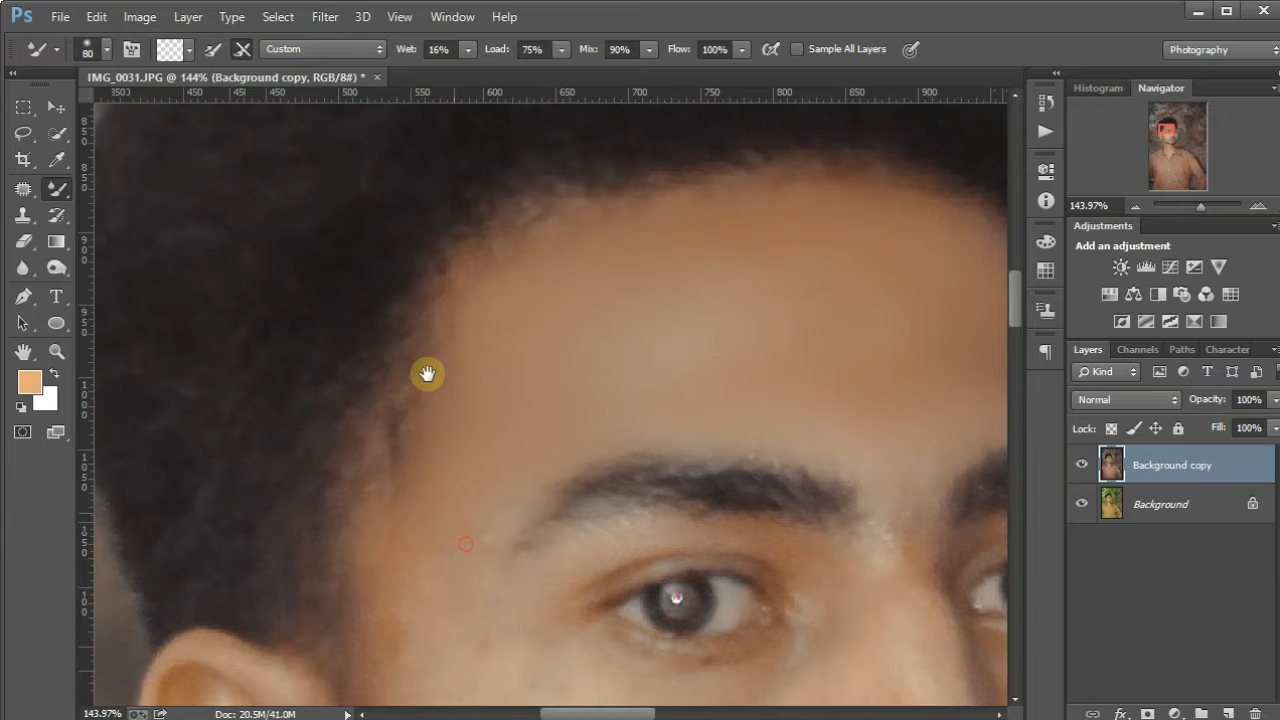 Ps File Edit Image Layer Type Select Filter 3D View Window Help
80 Custom Wet: 16% Load: 75% Mix: 90% Flow: 100% Sample All Layers Photography
IMG_0031.JPG @ 144% (Background copy, RGB/8#) * ×
Histogram Navigator
350 400 450 500 550 600 650 700 750 800 850 900
143.97%
Adjustments
Add an adjustment
Layers Channels Paths Character
Kind
Normal Opacity: 100%
Lock: Fill: 100%
Background copy
Background
143.97% Doc: 20.5M/41.0M